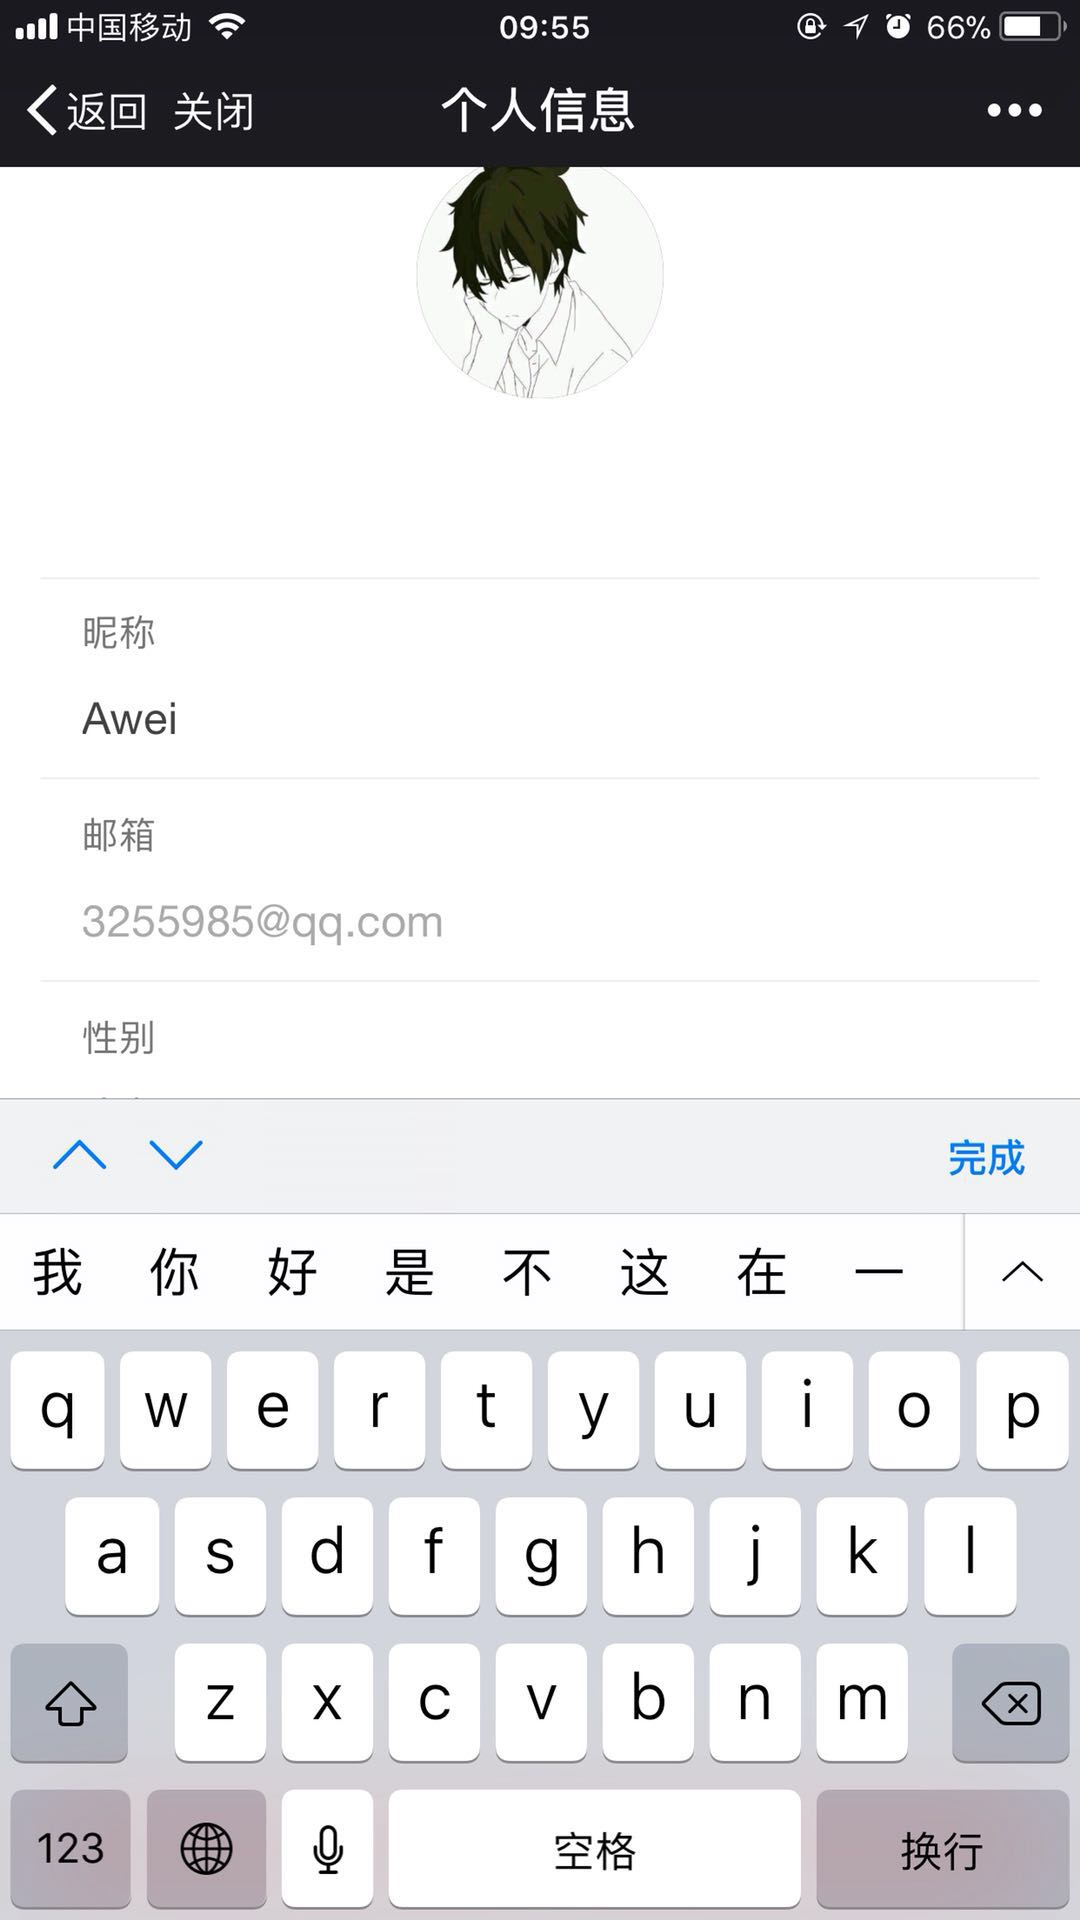 中国移动 09:55 66%
返回 关闭 个人信息
昵称
Awei
邮箱
3255985@qq.com
性别
完成
我 你 好 是 不 这 在 一
q w e r t y u i o p
a s d f g h j k l
z x c v b n m
123 空格 换行